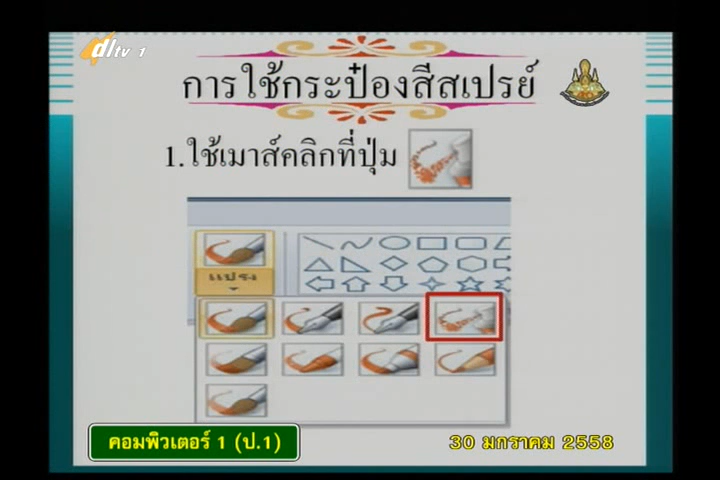 dltv 1
การใช้กระป๋องสีสเปรย์
1.ใช้เมาส์คลิกที่ปุ่ม
แปรง
คอมพิวเตอร์ 1 (ป.1)
30 มกราคม 2558